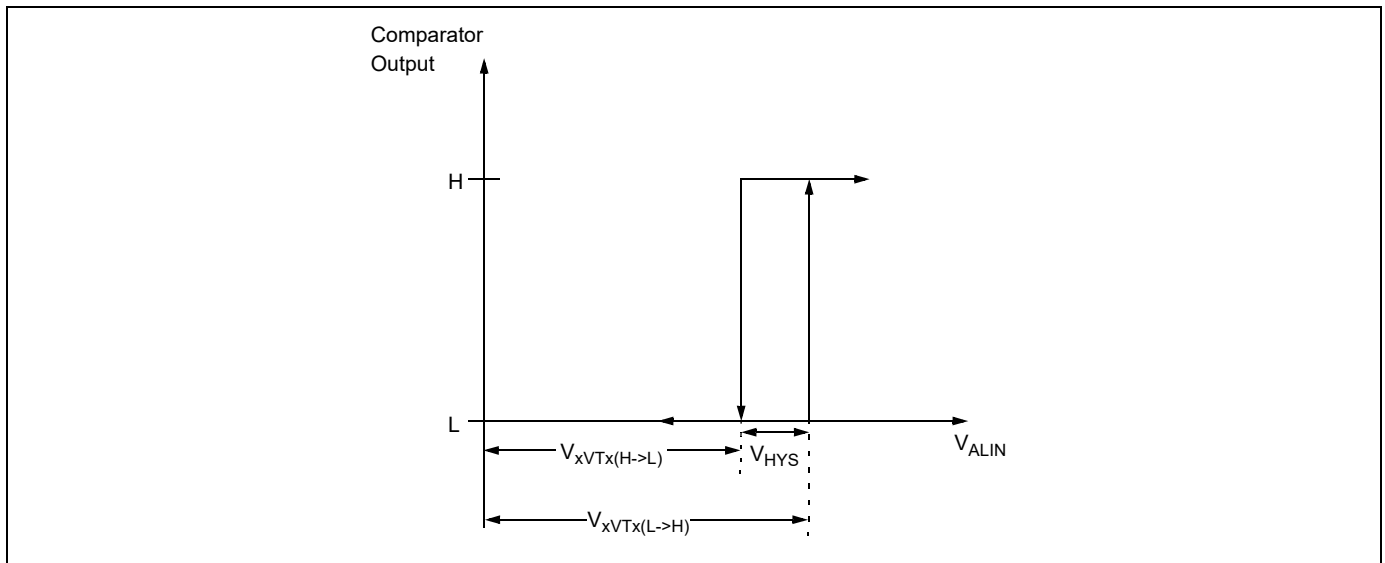 Comparator
Output
H
L
VxVTx(H->L)
VHYS
VALIN
VxVTx(L->H)